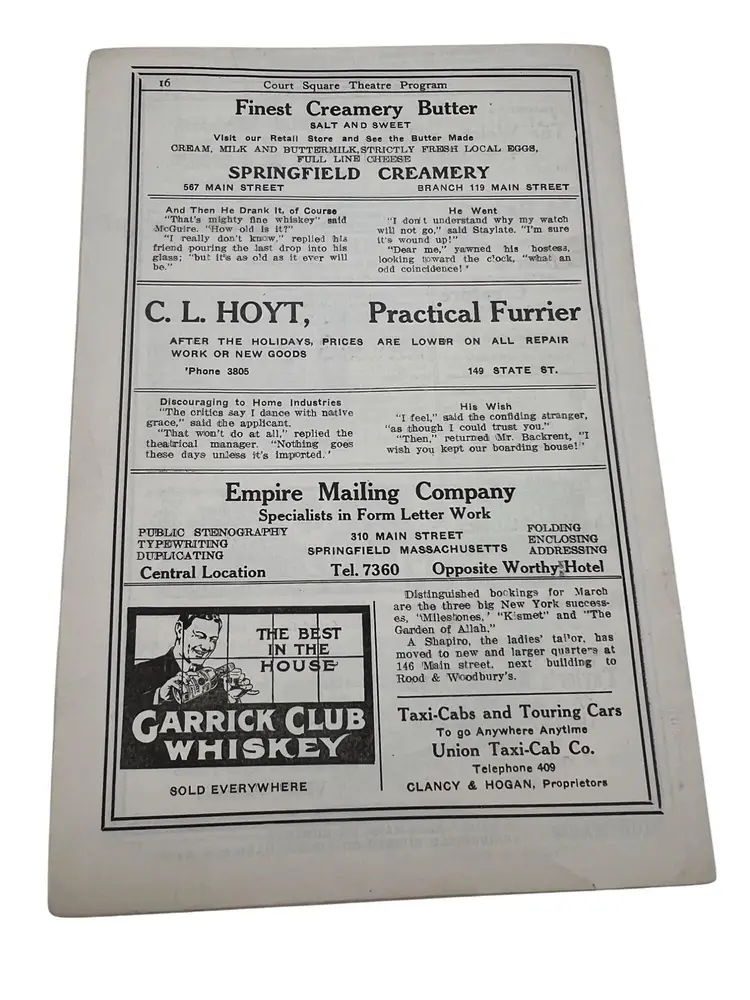 16
Court Square Theatre Program
Finest Creamery Butter
SALT AND SWEET
Visit our Retail Store and See the Butter Made
CREAM, MILK AND BUTTERMILK, STRICTLY FRESH LOCAL EGGS,
FULL LINE CHEESE
SPRINGFIELD CREAMERY
567 MAIN STREET BRANCH 119 MAIN STREET
And Then He Drank It, of Course
"That's mighty fine whiskey" said
McGuire. "How old is it?"
"I really don't know," replied his
friend pouring the last drop into his
glass; "but it's as old as it ever will
be."
He Went
"I don't understand why my watch
will not go," said Staylate. "I'm sure
it's wound up!"
"Dear me," yawned his hostess,
looking toward the clock, "what an
odd coincidence!'
C. L. HOYT, Practical Furrier
AFTER THE HOLIDAYS, PRICES ARE LOWER ON ALL REPAIR
WORK OR NEW GOODS
'Phone 3805 149 STATE ST.
Discouraging to Home Industries
"The critics say I dance with native
grace," said the applicant.
"That won't do at all," replied the
theatrical manager. "Nothing goes
these days unless it's imported.'
His Wish
"I feel," said the confiding stranger,
"as though I could trust you."
"Then," returned Mr. Backrent, "I
wish you kept our boarding house!'
Empire Mailing Company
Specialists in Form Letter Work
PUBLIC STENOGRAPHY
TYPEWRITING
DUPLICATING
310 MAIN STREET
SPRINGFIELD MASSACHUSETTS
FOLDING
ENCLOSING
ADDRESSING
Central Location Tel. 7360 Opposite Worthy Hotel
THE BEST
IN THE
HOUSE
GARRICK CLUB
WHISKEY
SOLD EVERYWHERE
Distinguished bookings for March
are the three big New York success-
es, "Milestones,' "Kismet" and "The
Garden of Allah."
A Shapiro, the ladies' tailor, has
moved to new and larger quarters at
146 Main street, next building to
Rood & Woodbury's.
Taxi-Cabs and Touring Cars
To go Anywhere Anytime
Union Taxi-Cab Co.
Telephone 409
CLANCY & HOGAN, Proprietors